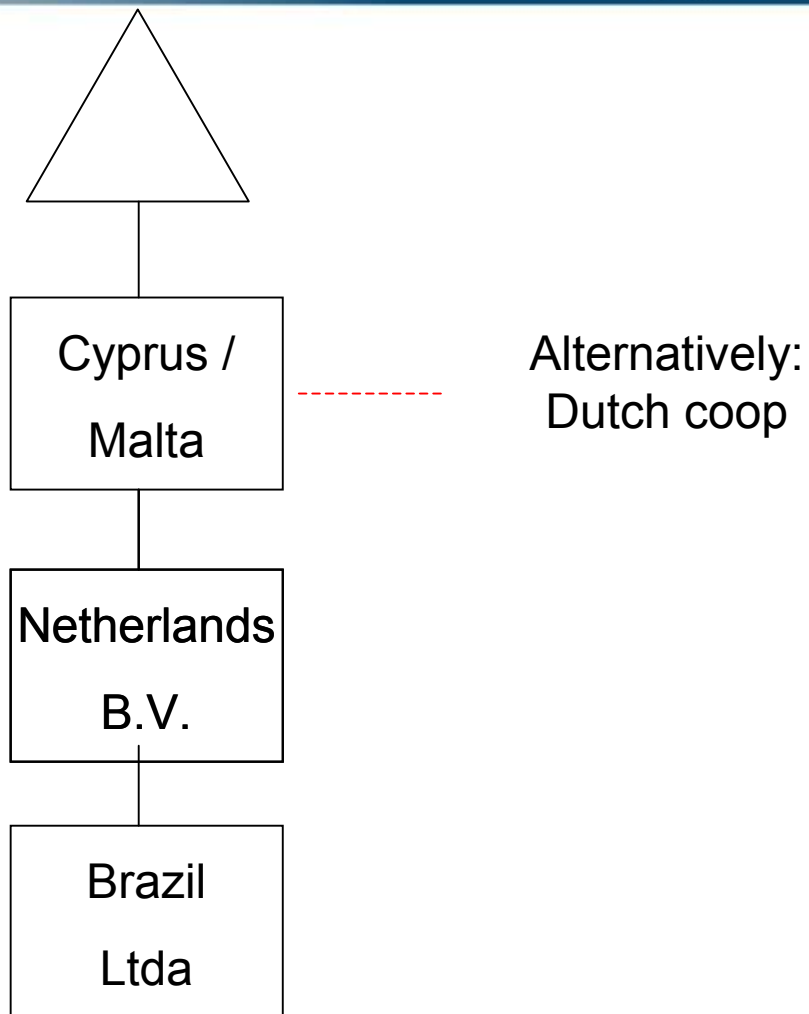 Cyprus /
Malta
Alternatively:
Dutch coop
Netherlands
B.V.
Brazil
Ltda